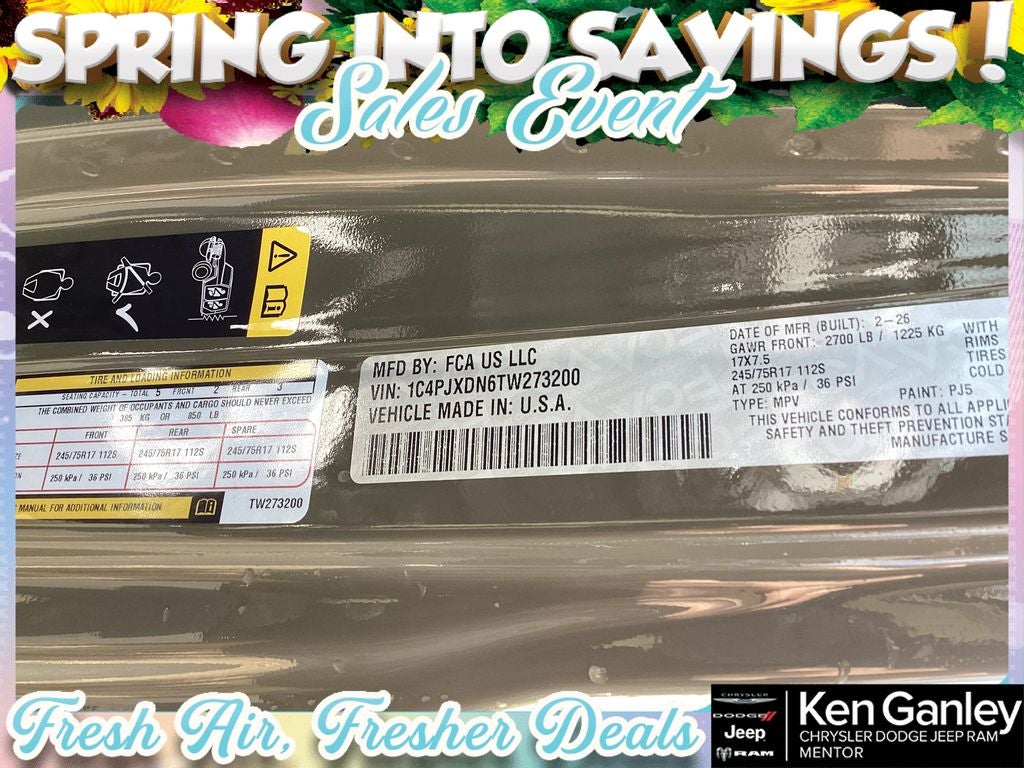 SPRING INTO SAVINGS!
Sales Event
TIRE AND LOADING INFORMATION
SEATING CAPACITY - TOTAL 5 FRONT 2 REAR 3
THE COMBINED WEIGHT OF OCCUPANTS AND CARGO SHOULD NEVER EXCEED
385 KG OR 850 LB
FRONT REAR SPARE
245/75R17 112S 245/75R17 112S 245/75R17 112S
250 kPa / 36 PSI 250 kPa / 36 PSI 250 kPa / 36 PSI
MANUAL FOR ADDITIONAL INFORMATION
TW273200
MFD BY: FCA US LLC
VIN: 1C4PJXDN6TW273200
VEHICLE MADE IN: U.S.A.
DATE OF MFR (BUILT): 2-26
GAWR FRONT: 2700 LB / 1225 KG WITH
17X7.5 RIMS
245/75R17 112S TIRES
AT 250 kPa / 36 PSI COLD
TYPE: MPV PAINT: PJ5
THIS VEHICLE CONFORMS TO ALL APPLI
SAFETY AND THEFT PREVENTION STA
MANUFACTURE S
Fresh Air, Fresher Deals
CHRYSLER
DODGE
Jeep
RAM
Ken Ganley
CHRYSLER DODGE JEEP RAM
MENTOR